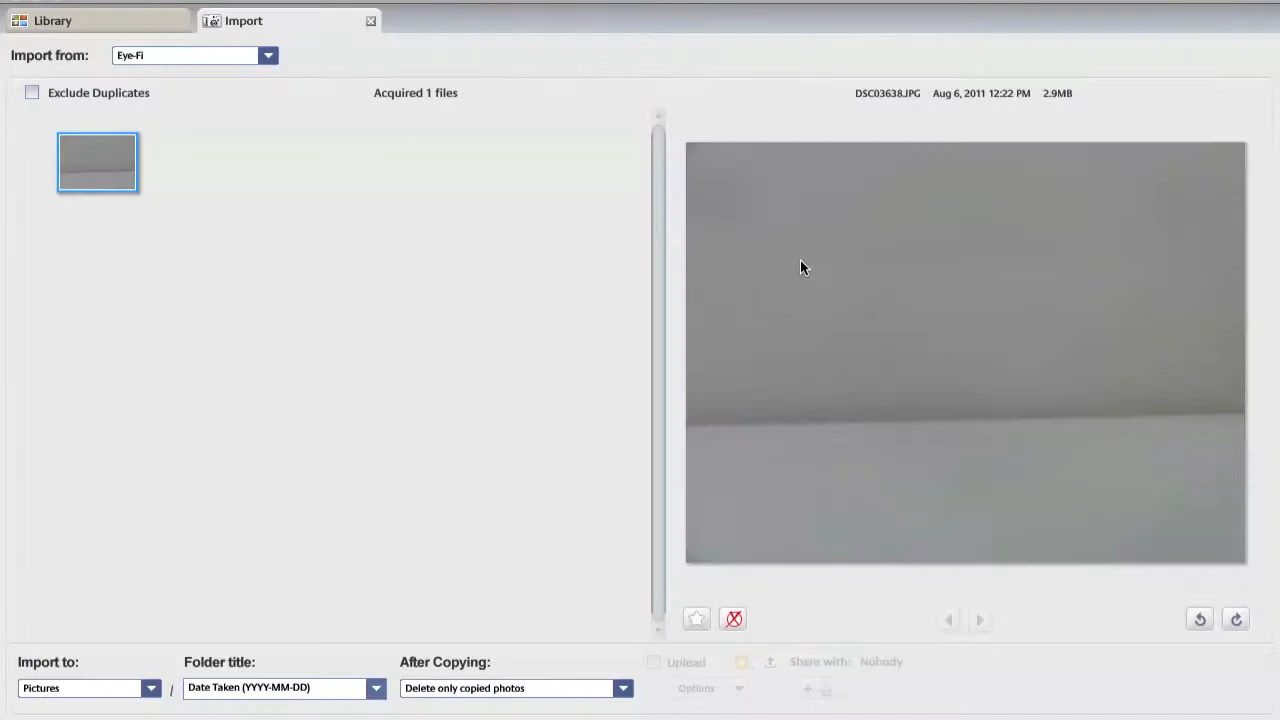 Library Import
Import from: Eye-Fi
Exclude Duplicates Acquired 1 files DSC03638.JPG Aug 6, 2011 12:22 PM 2.9MB
Import to: Folder title: After Copying: Upload Share with: Nobody
Pictures / Date Taken (YYYY-MM-DD) Delete only copied photos Options